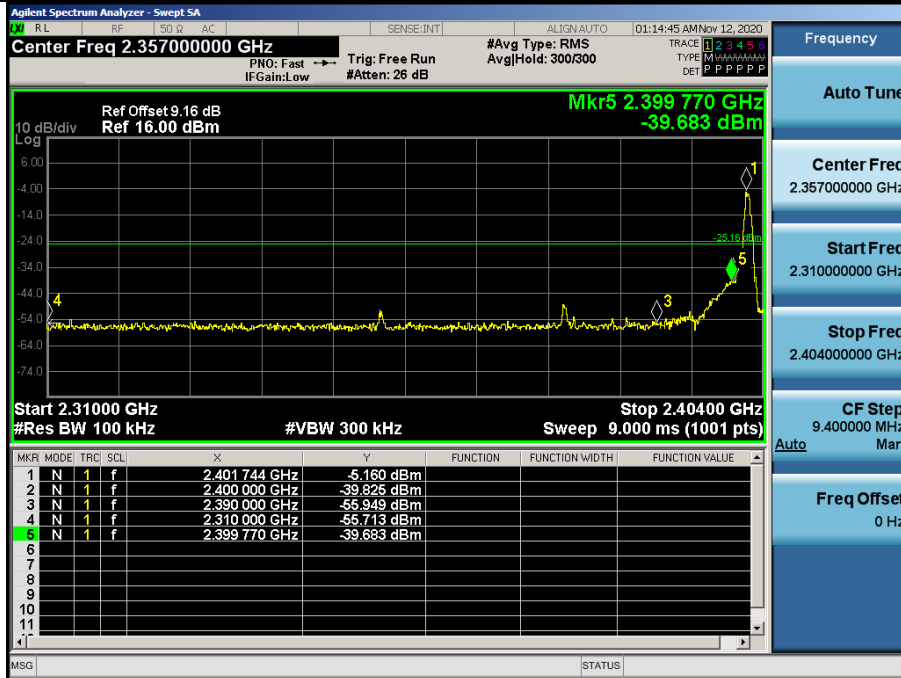 Agilent Spectrum Analyzer - Swept SA
LXI RL RF 50 Ω AC SENSE:INT ALIGN AUTO 01:14:45 AM Nov 12, 2020
Center Freq 2.357000000 GHz #Avg Type: RMS TRACE 1 2 3 4 5 6
PNO: Fast Trig: Free Run Avg|Hold: 300/300 TYPE M
IFGain:Low #Atten: 26 dB DET P P P P P P
Mkr5 2.399 770 GHz
-39.683 dBm
Ref Offset 9.16 dB
10 dB/div Ref 16.00 dBm
Log
6.00
-4.00
-14.0
-24.0
-34.0
-44.0
-54.0
-64.0
-74.0
1
-25.16 dBm
5
3
4
Start 2.31000 GHz Stop 2.40400 GHz
#Res BW 100 kHz #VBW 300 kHz Sweep 9.000 ms (1001 pts)
MKR MODE TRC SCL X Y FUNCTION FUNCTION WIDTH FUNCTION VALUE
1 N 1 f 2.401 744 GHz -5.160 dBm
2 N 1 f 2.400 000 GHz -39.825 dBm
3 N 1 f 2.390 000 GHz -55.949 dBm
4 N 1 f 2.310 000 GHz -55.713 dBm
5 N 1 f 2.399 770 GHz -39.683 dBm
6
7
8
9
10
11
MSG STATUS
Frequency
Auto Tune
Center Freq
2.357000000 GHz
Start Freq
2.310000000 GHz
Stop Freq
2.404000000 GHz
CF Step
9.400000 MHz
Auto Man
Freq Offset
0 Hz